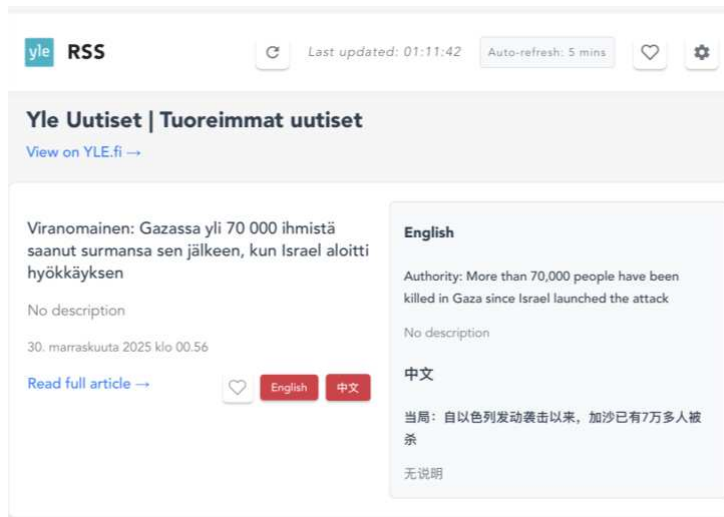 yle RSS
Last updated: 01:11:42
Auto-refresh: 5 mins
Yle Uutiset | Tuoreimmat uutiset
View on YLE.fi →
Viranomainen: Gazassa yli 70 000 ihmistä
saanut surmansa sen jälkeen, kun Israel aloitti
hyökkäyksen
No description
30. marraskuuta 2025 klo 00.56
Read full article →
English
中文
English
Authority: More than 70,000 people have been
killed in Gaza since Israel launched the attack
No description
中文
当局：自以色列发动袭击以来，加沙已有7万多人被
杀
无说明